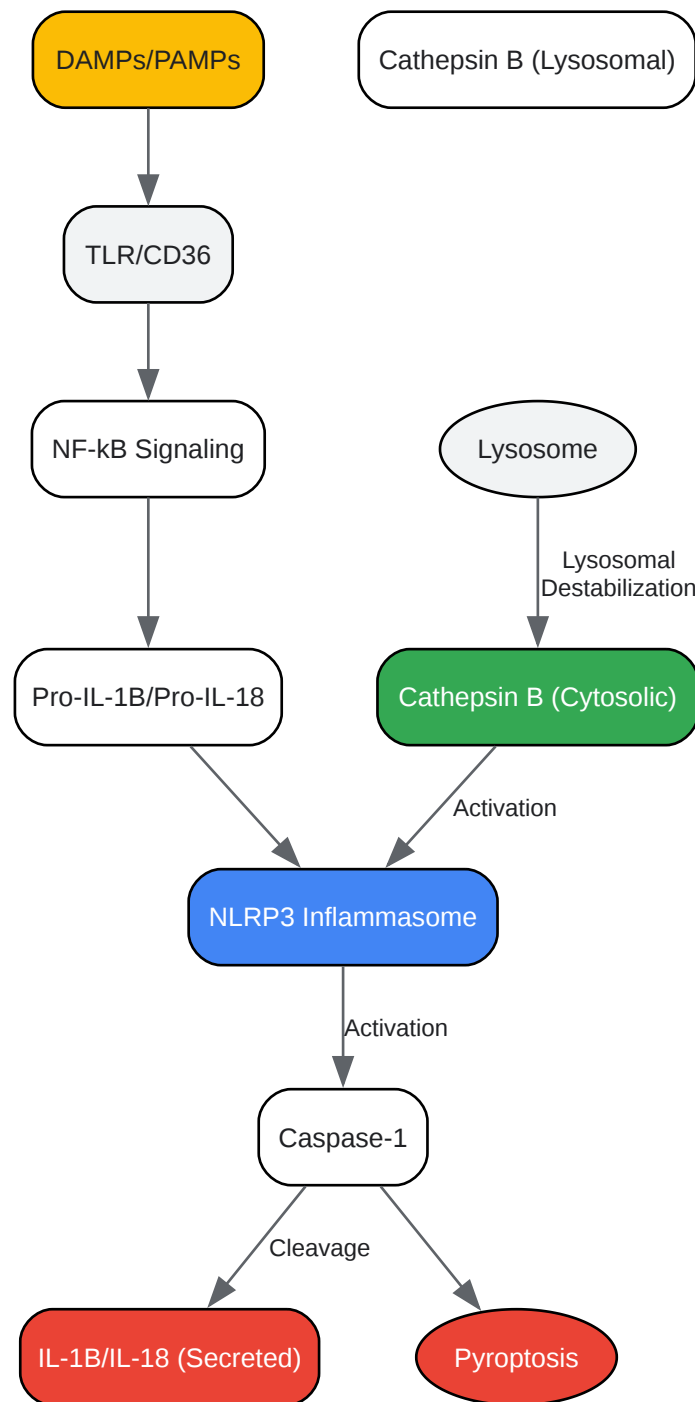 DAMPs/PAMPs
Cathepsin B (Lysosomal)
TLR/CD36
NF-kB Signaling
Lysosome
Lysosomal
Destabilization
Pro-IL-1B/Pro-IL-18
Cathepsin B (Cytosolic)
Activation
NLRP3 Inflammasome
Activation
Caspase-1
Cleavage
IL-1B/IL-18 (Secreted)
Pyroptosis